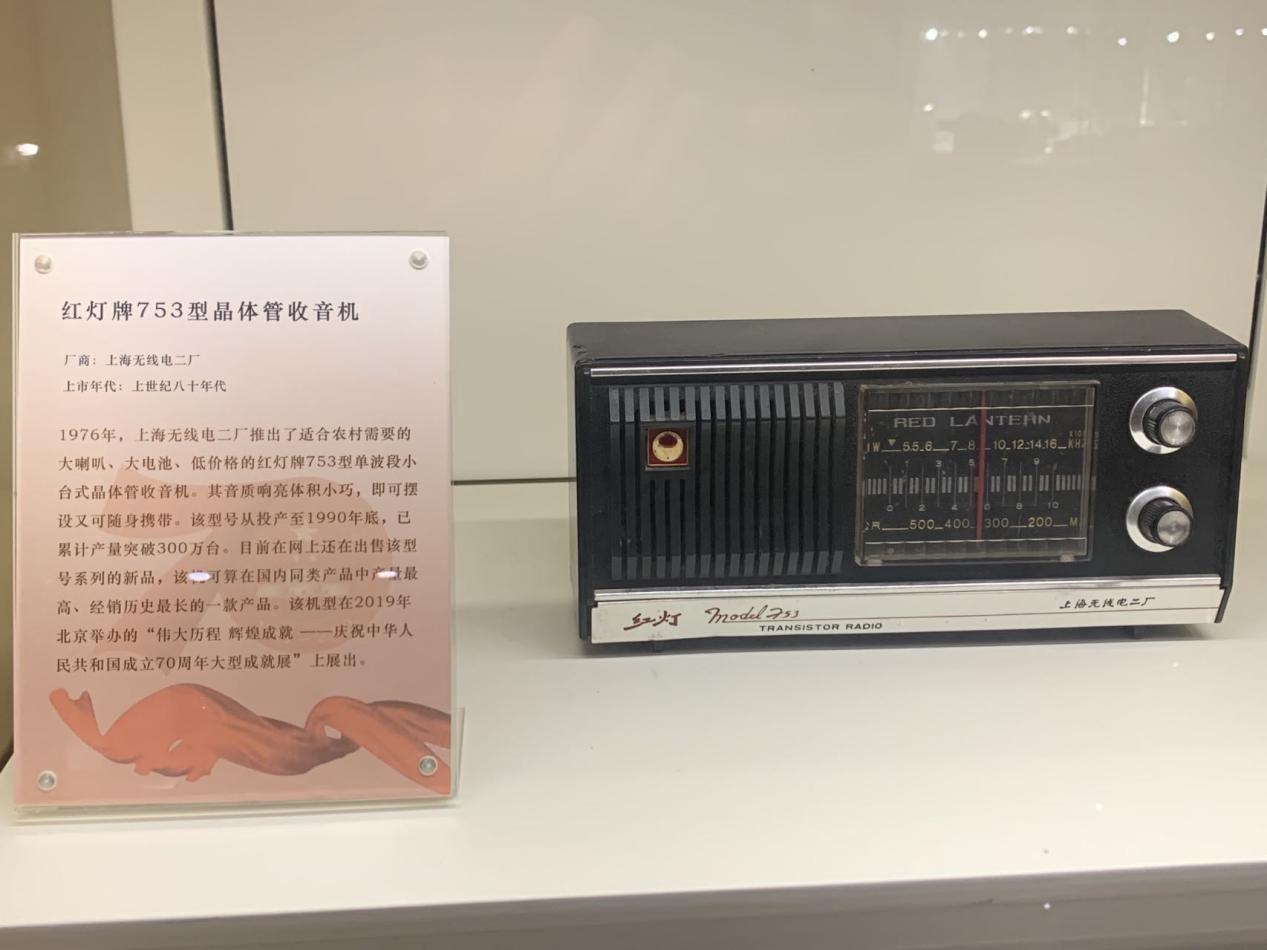 红灯牌753型晶体管收音机
厂商：上海无线电二厂
上市年代：上世纪八十年代
1976年，上海无线电二厂推出了适合农村需要的
大喇叭、大电池、低价格的红灯牌753型单波段小
台式晶体管收音机。其音质响亮体积小巧，即可摆
设又可随身携带。该型号从投产至1990年底，已
累计产量突破300万台。目前在网上还在出售该型
号系列的新品，该机可算在国内同类产品中产量最
高、经销历史最长的一款产品。该机型在2019年
北京举办的“伟大历程 辉煌成就 ——庆祝中华人
民共和国成立70周年大型成就展”上展出。
RED LANTERN
5.5 6 7 8 10 12 14 16 KHz
1 3 5 7 9
0 2 4 6 8 10
500 400 300 200 M
红灯 Model 753
TRANSISTOR RADIO
上海无线电二厂